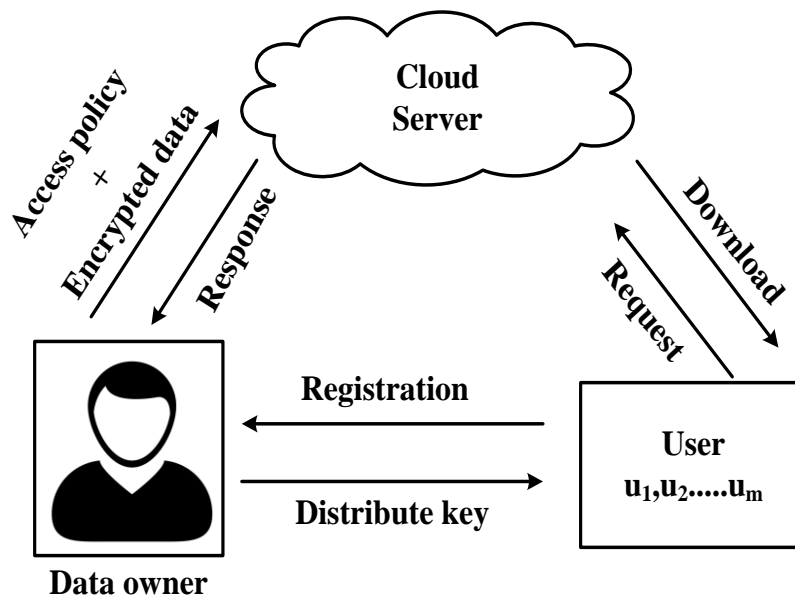 Cloud
Server
Access policy
+
Encrypted data
Response
Download
Request
Registration
Distribute key
User
u₁,u₂.....uₘ
Data owner